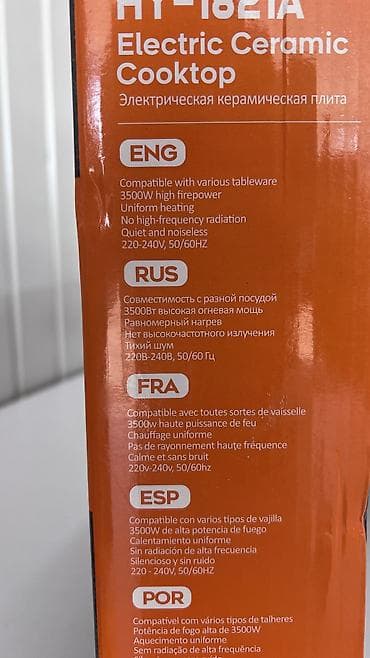 HY-1821A
Electric Ceramic
Cooktop
Электрическая керамическая плита
ENG
Compatible with various tableware
3500W high firepower
Uniform heating
No high-frequency radiation
Quiet and noiseless
220-240V, 50/60HZ
RUS
Совместимость с разной посудой
3500Вт высокая огневая мощь
Равномерный нагрев
Нет высокочастотного излучения
Тихий шум
220В-240В, 50/60 Гц
FRA
Compatible avec toutes sortes de vaisselle
3500w haute puissance de feu
Chauffage uniforme
Pas de rayonnement haute fréquence
Calme et sans bruit
220v-240v, 50/60hz
ESP
Compatible con varios tipos de vajilla
3500W de alta potencia de fuego
Calentamiento uniforme
Sin radiación de alta frecuencia
Silencioso y sin ruido
220 - 240V, 50/60HZ
POR
Compatível com vários tipos de talheres
Potência de fogo alta de 3500W
Aquecimento uniforme
Sem radiação de alta frequência